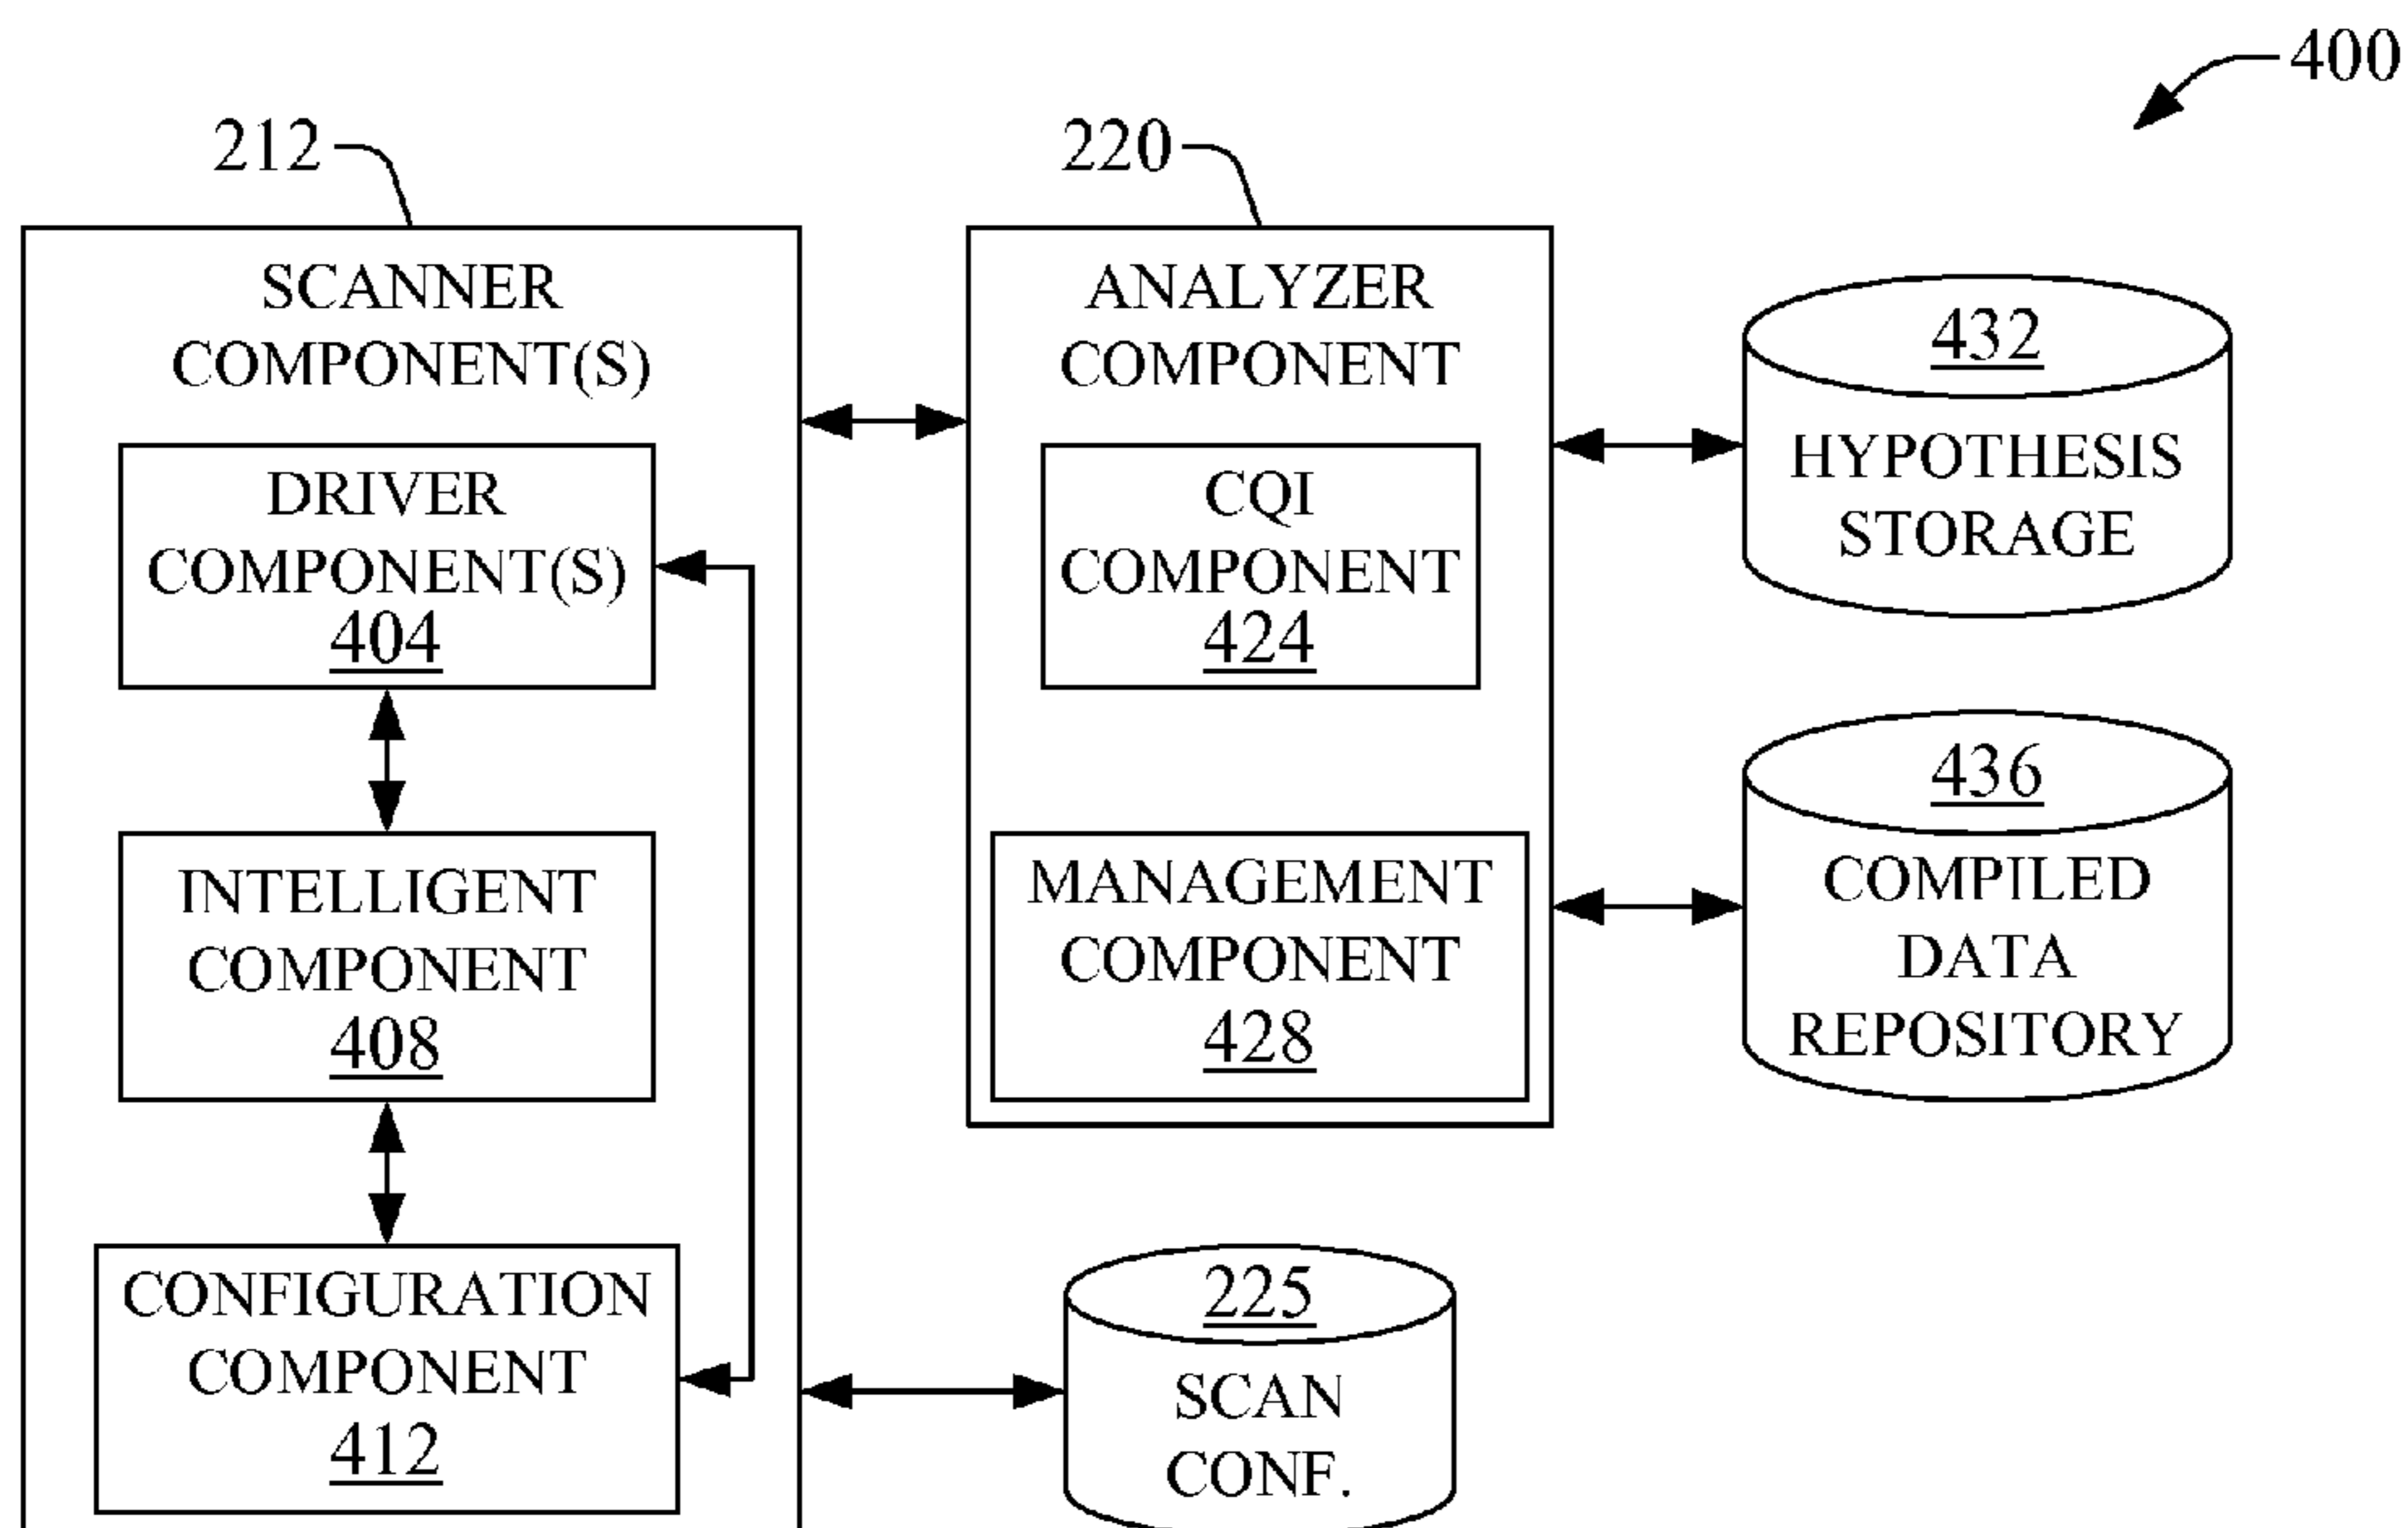 400
212
220
SCANNER
COMPONENT(S)
DRIVER
COMPONENT(S)
404
INTELLIGENT
COMPONENT
408
CONFIGURATION
COMPONENT
412
ANALYZER
COMPONENT
CQI
COMPONENT
424
MANAGEMENT
COMPONENT
428
432
HYPOTHESIS
STORAGE
436
COMPILED
DATA
REPOSITORY
225
SCAN
CONF.